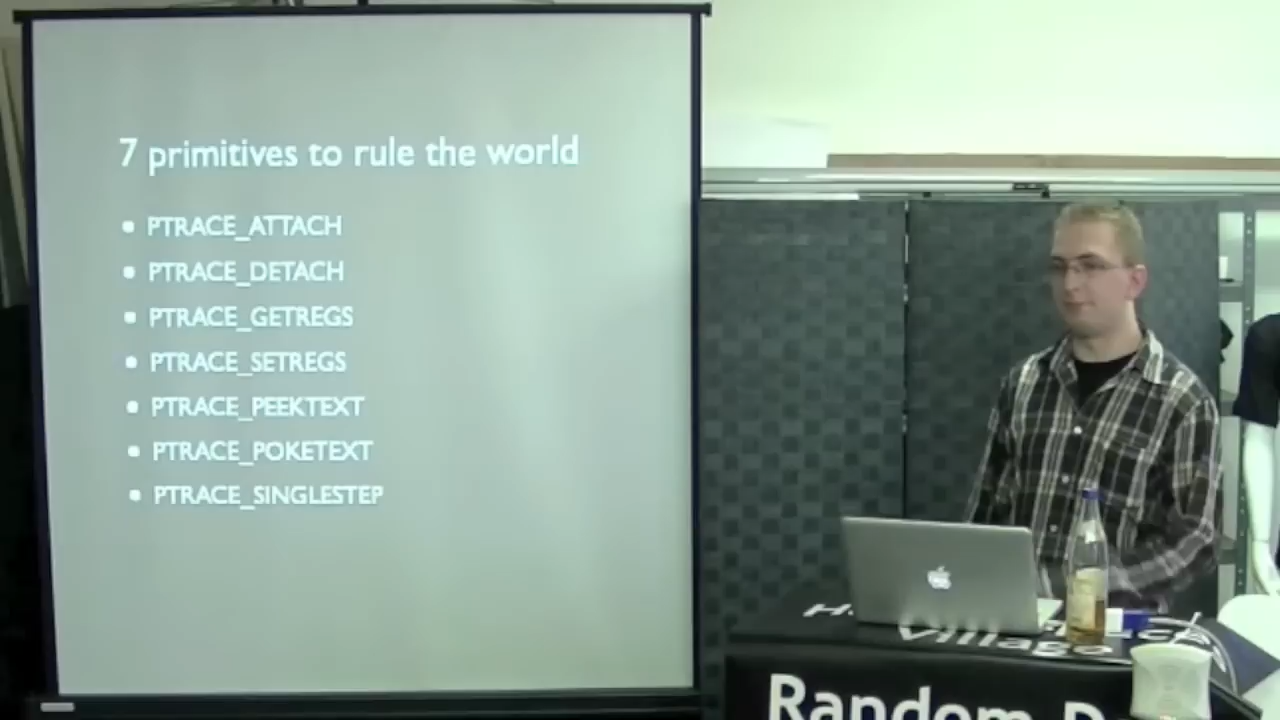 7 primitives to rule the world
• PTRACE_ATTACH
• PTRACE_DETACH
• PTRACE_GETREGS
• PTRACE_SETREGS
• PTRACE_PEEKTEXT
• PTRACE_POKETEXT
• PTRACE_SINGLESTEP
Village
Random